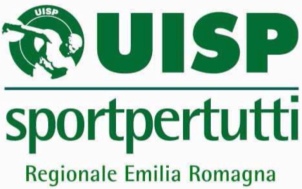 UISP
UISP
sportpertutti
Regionale Emilia Romagna